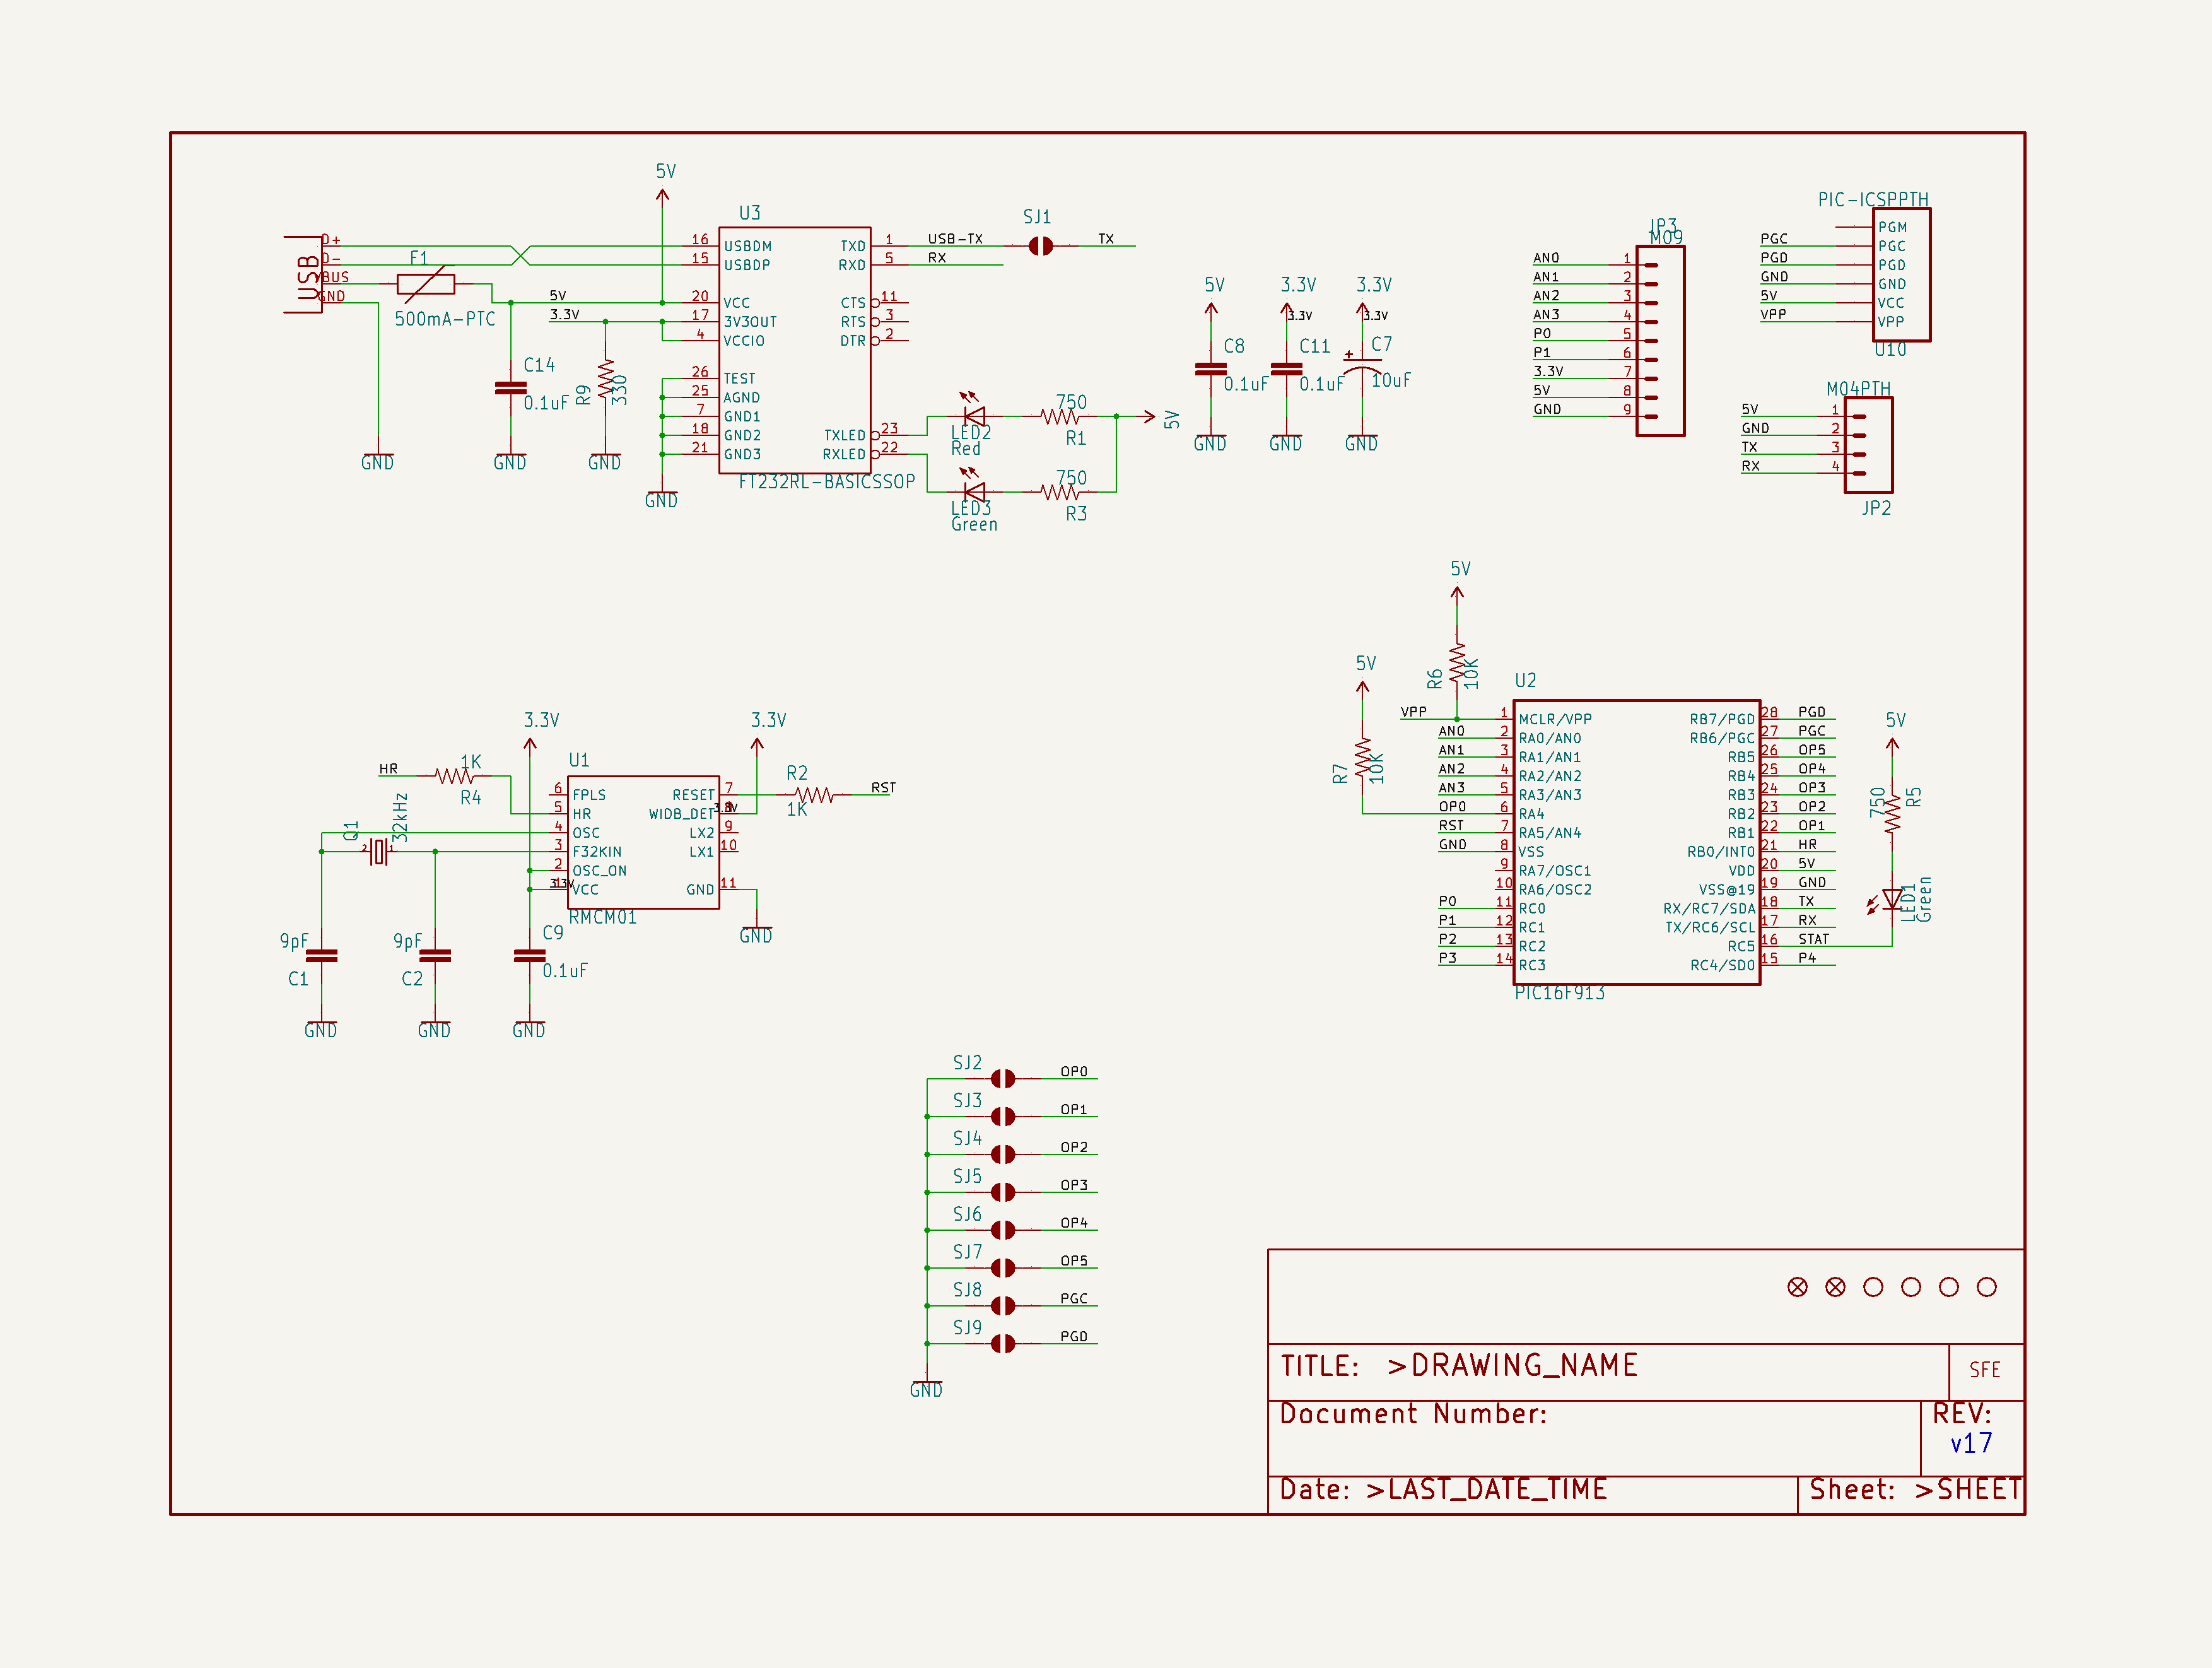 5V
U3
USB
D+
D-
VBUS
GND
F1
500mA-PTC
GND
5V
3.3V
C14
0.1uF
GND
R9
330
GND
16 USBDM
15 USBDP
20 VCC
17 3V3OUT
4 VCCIO
26 TEST
25 AGND
7 GND1
18 GND2
21 GND3
TXD 1
RXD 5
CTS 11
RTS 3
DTR 2
TXLED 23
RXLED 22
FT232RL-BASICSSOP
GND
USB-TX
RX
SJ1
TX
LED2
Red
750
R1
5V
LED3
Green
750
R3
5V
C8
0.1uF
GND
3.3V
3.3V
C11
0.1uF
GND
3.3V
3.3V
+
C7
10uF
GND
JP3
M09
AN0 1
AN1 2
AN2 3
AN3 4
P0 5
P1 6
3.3V 7
5V 8
GND 9
PIC-ICSPPTH
PGM
PGC PGC
PGD PGD
GND GND
5V VCC
VPP VPP
U10
M04PTH
5V 1
GND 2
TX 3
RX 4
JP2
5V
R6
10K
5V
R7
10K
U2
VPP 1 MCLR/VPP
AN0 2 RA0/AN0
AN1 3 RA1/AN1
AN2 4 RA2/AN2
AN3 5 RA3/AN3
OP0 6 RA4
RST 7 RA5/AN4
GND 8 VSS
9 RA7/OSC1
10 RA6/OSC2
P0 11 RC0
P1 12 RC1
P2 13 RC2
P3 14 RC3
RB7/PGD 28 PGD
RB6/PGC 27 PGC
RB5 26 OP5
RB4 25 OP4
RB3 24 OP3
RB2 23 OP2
RB1 22 OP1
RB0/INT0 21 HR
VDD 20 5V
VSS@19 19 GND
RX/RC7/SDA 18 TX
TX/RC6/SCL 17 RX
RC5 16 STAT
RC4/SDO 15 P4
PIC16F913
5V
750
R5
LED1
Green
3.3V
3.3V
HR
1K
R4
U1
6 FPLS
5 HR
4 OSC
3 F32KIN
2 OSC_ON
1 VCC
3.3V
RESET 7
WIDB_DET 8
3.3V
LX2 9
LX1 10
GND 11
RMCM01
R2
1K
RST
GND
Q1
32kHz
2 1
9pF
C1
GND
9pF
C2
GND
C9
0.1uF
GND
SJ2 OP0
SJ3 OP1
SJ4 OP2
SJ5 OP3
SJ6 OP4
SJ7 OP5
SJ8 PGC
SJ9 PGD
GND
TITLE: >DRAWING_NAME
SFE
Document Number:
REV:
v17
Date: >LAST_DATE_TIME
Sheet: >SHEET